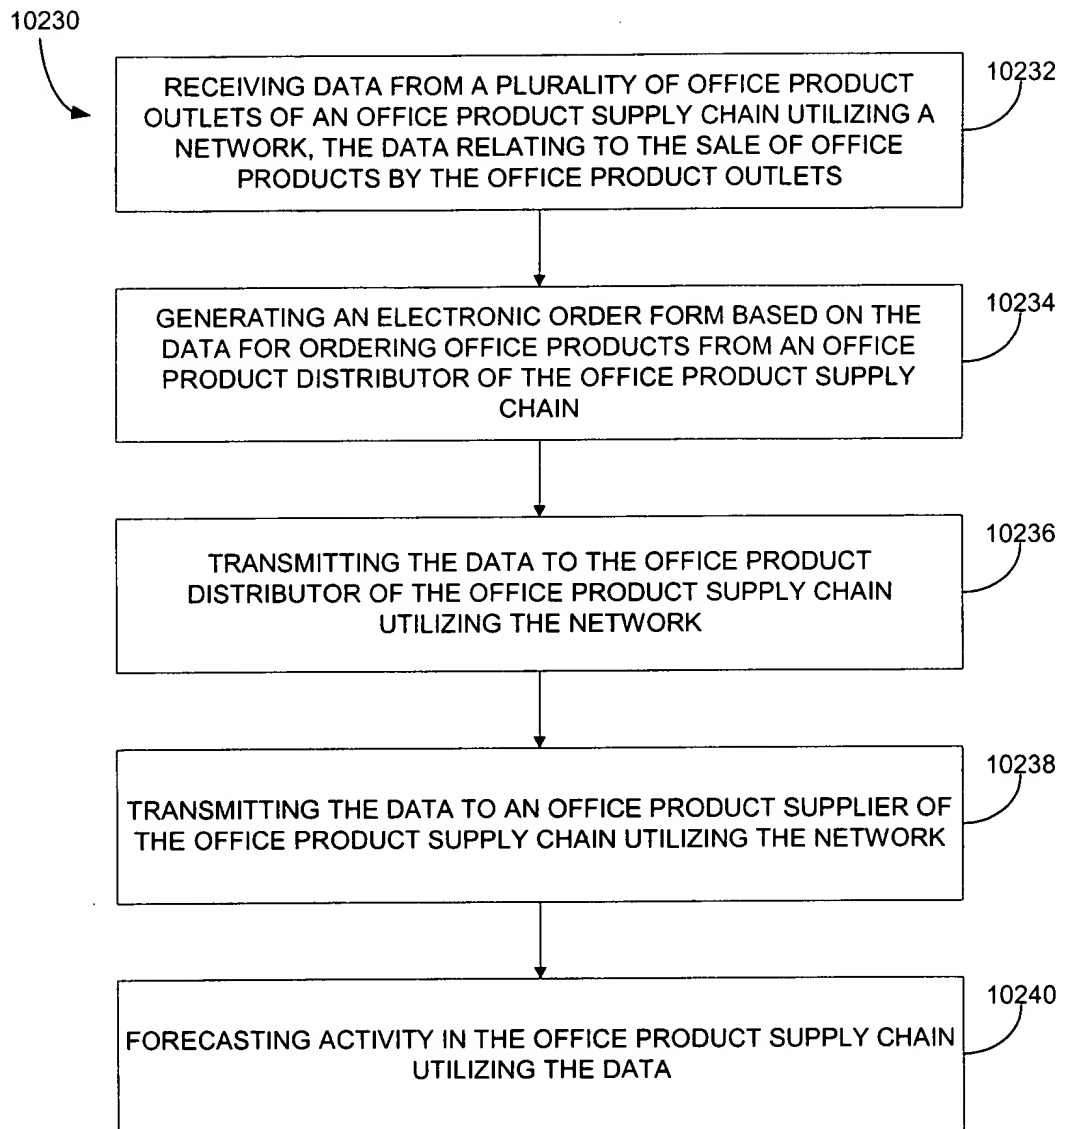 10230
10232
RECEIVING DATA FROM A PLURALITY OF OFFICE PRODUCT
OUTLETS OF AN OFFICE PRODUCT SUPPLY CHAIN UTILIZING A
NETWORK, THE DATA RELATING TO THE SALE OF OFFICE
PRODUCTS BY THE OFFICE PRODUCT OUTLETS
10234
GENERATING AN ELECTRONIC ORDER FORM BASED ON THE
DATA FOR ORDERING OFFICE PRODUCTS FROM AN OFFICE
PRODUCT DISTRIBUTOR OF THE OFFICE PRODUCT SUPPLY
CHAIN
10236
TRANSMITTING THE DATA TO THE OFFICE PRODUCT
DISTRIBUTOR OF THE OFFICE PRODUCT SUPPLY CHAIN
UTILIZING THE NETWORK
10238
TRANSMITTING THE DATA TO AN OFFICE PRODUCT SUPPLIER OF
THE OFFICE PRODUCT SUPPLY CHAIN UTILIZING THE NETWORK
10240
FORECASTING ACTIVITY IN THE OFFICE PRODUCT SUPPLY CHAIN
UTILIZING THE DATA